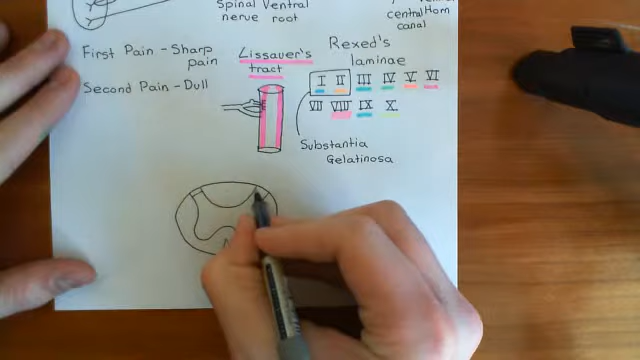 Spinal Ventral
nerve root
central Horn
canal
First Pain - Sharp
pain
Second Pain - Dull
Lissauer's
tract
Rexed's
laminae
I II III IV V VI
VII VIII IX X
Substantia
Gelatinosa